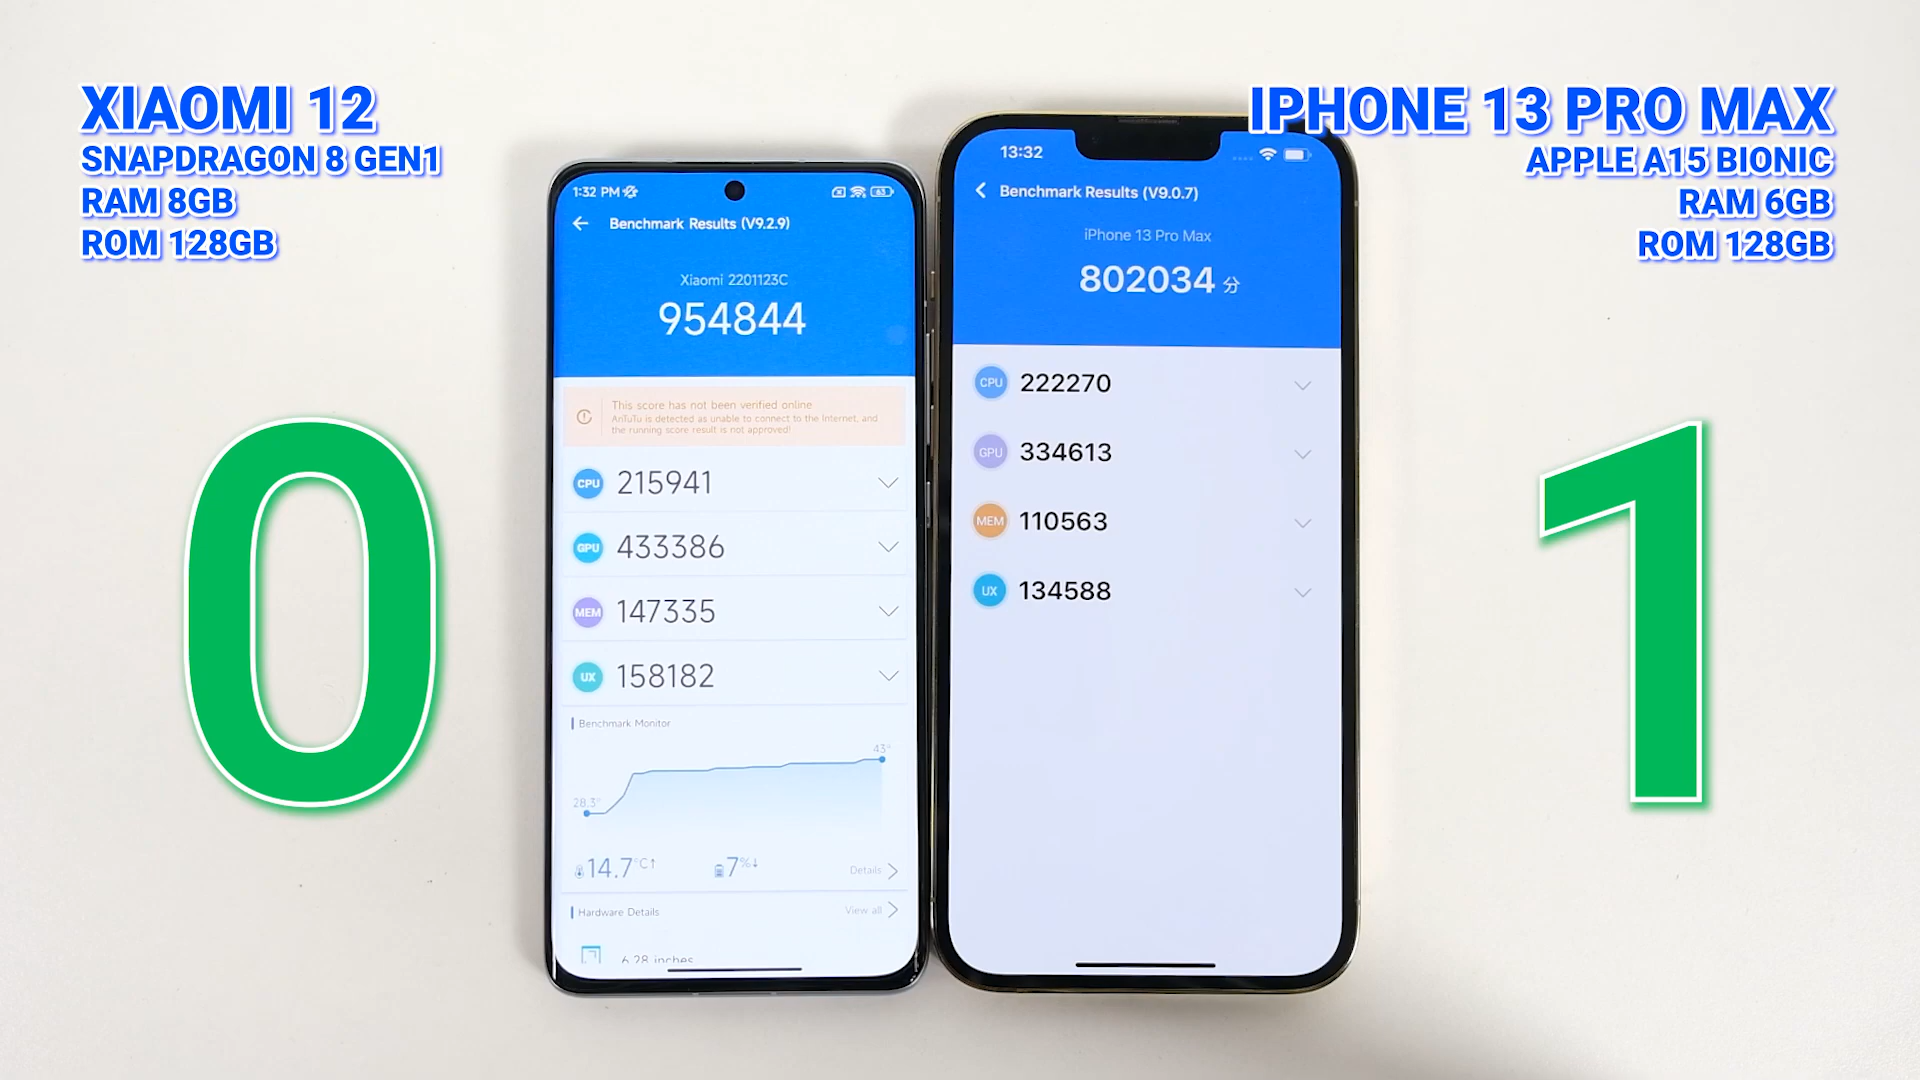 XIAOMI 12
SNAPDRAGON 8 GEN1
RAM 8GB
ROM 128GB
IPHONE 13 PRO MAX
APPLE A15 BIONIC
RAM 6GB
ROM 128GB
0
1
1:32 PM
63
Benchmark Results (V9.2.9)
Xiaomi 2201123C
954844
This score has not been verified online
AnTuTu is detected as unable to connect to the Internet, and
the running score result is not approved!
CPU 215941
GPU 433386
MEM 147335
UX 158182
Benchmark Monitor
43°
28.3°
14.7°C↑ 7%↓ Details
Hardware Details View all
6.28 inches
13:32
Benchmark Results (V9.0.7)
iPhone 13 Pro Max
802034 分
CPU 222270
GPU 334613
MEM 110563
UX 134588